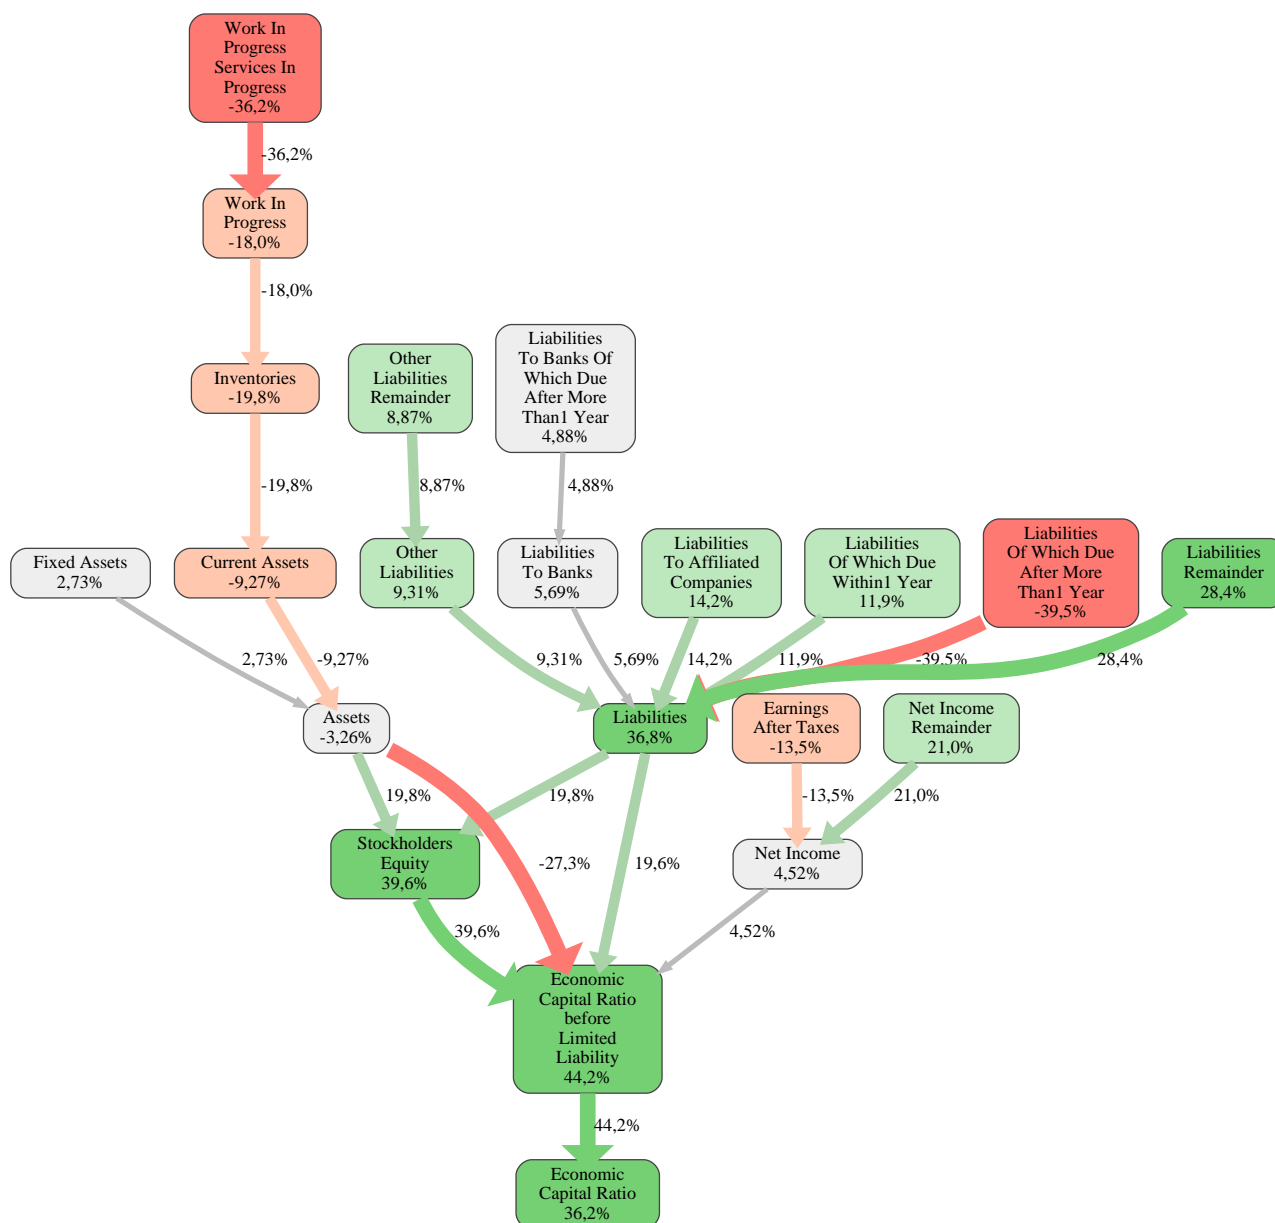 Work In
Progress
Services In
Progress
-36,2%
-36,2%
Work In
Progress
-18,0%
-18,0%
Inventories
-19,8%
Other
Liabilities
Remainder
8,87%
Liabilities
To Banks Of
Which Due
After More
Than1 Year
4,88%
-19,8%
8,87%
4,88%
Fixed Assets
2,73%
Current Assets
-9,27%
Other
Liabilities
9,31%
Liabilities
To Banks
5,69%
Liabilities
To Affiliated
Companies
14,2%
Liabilities
Of Which Due
Within1 Year
11,9%
Liabilities
Of Which Due
After More
Than1 Year
-39,5%
Liabilities
Remainder
28,4%
2,73%
-9,27%
9,31%
5,69%
14,2%
11,9%
-39,5%
28,4%
Assets
-3,26%
Liabilities
36,8%
Earnings
After Taxes
-13,5%
Net Income
Remainder
21,0%
19,8%
19,8%
-13,5%
21,0%
Stockholders
Equity
39,6%
-27,3%
19,6%
Net Income
4,52%
39,6%
4,52%
Economic
Capital Ratio
before
Limited
Liability
44,2%
44,2%
Economic
Capital Ratio
36,2%